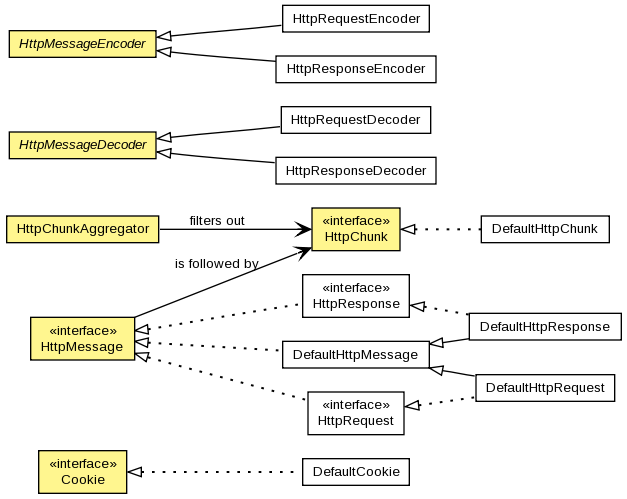 HttpRequestEncoder
HttpMessageEncoder
HttpResponseEncoder
HttpRequestDecoder
HttpMessageDecoder
HttpResponseDecoder
HttpChunkAggregator
filters out
«interface»
HttpChunk
DefaultHttpChunk
is followed by
«interface»
HttpResponse
«interface»
HttpMessage
DefaultHttpResponse
DefaultHttpMessage
DefaultHttpRequest
«interface»
HttpRequest
«interface»
Cookie
DefaultCookie